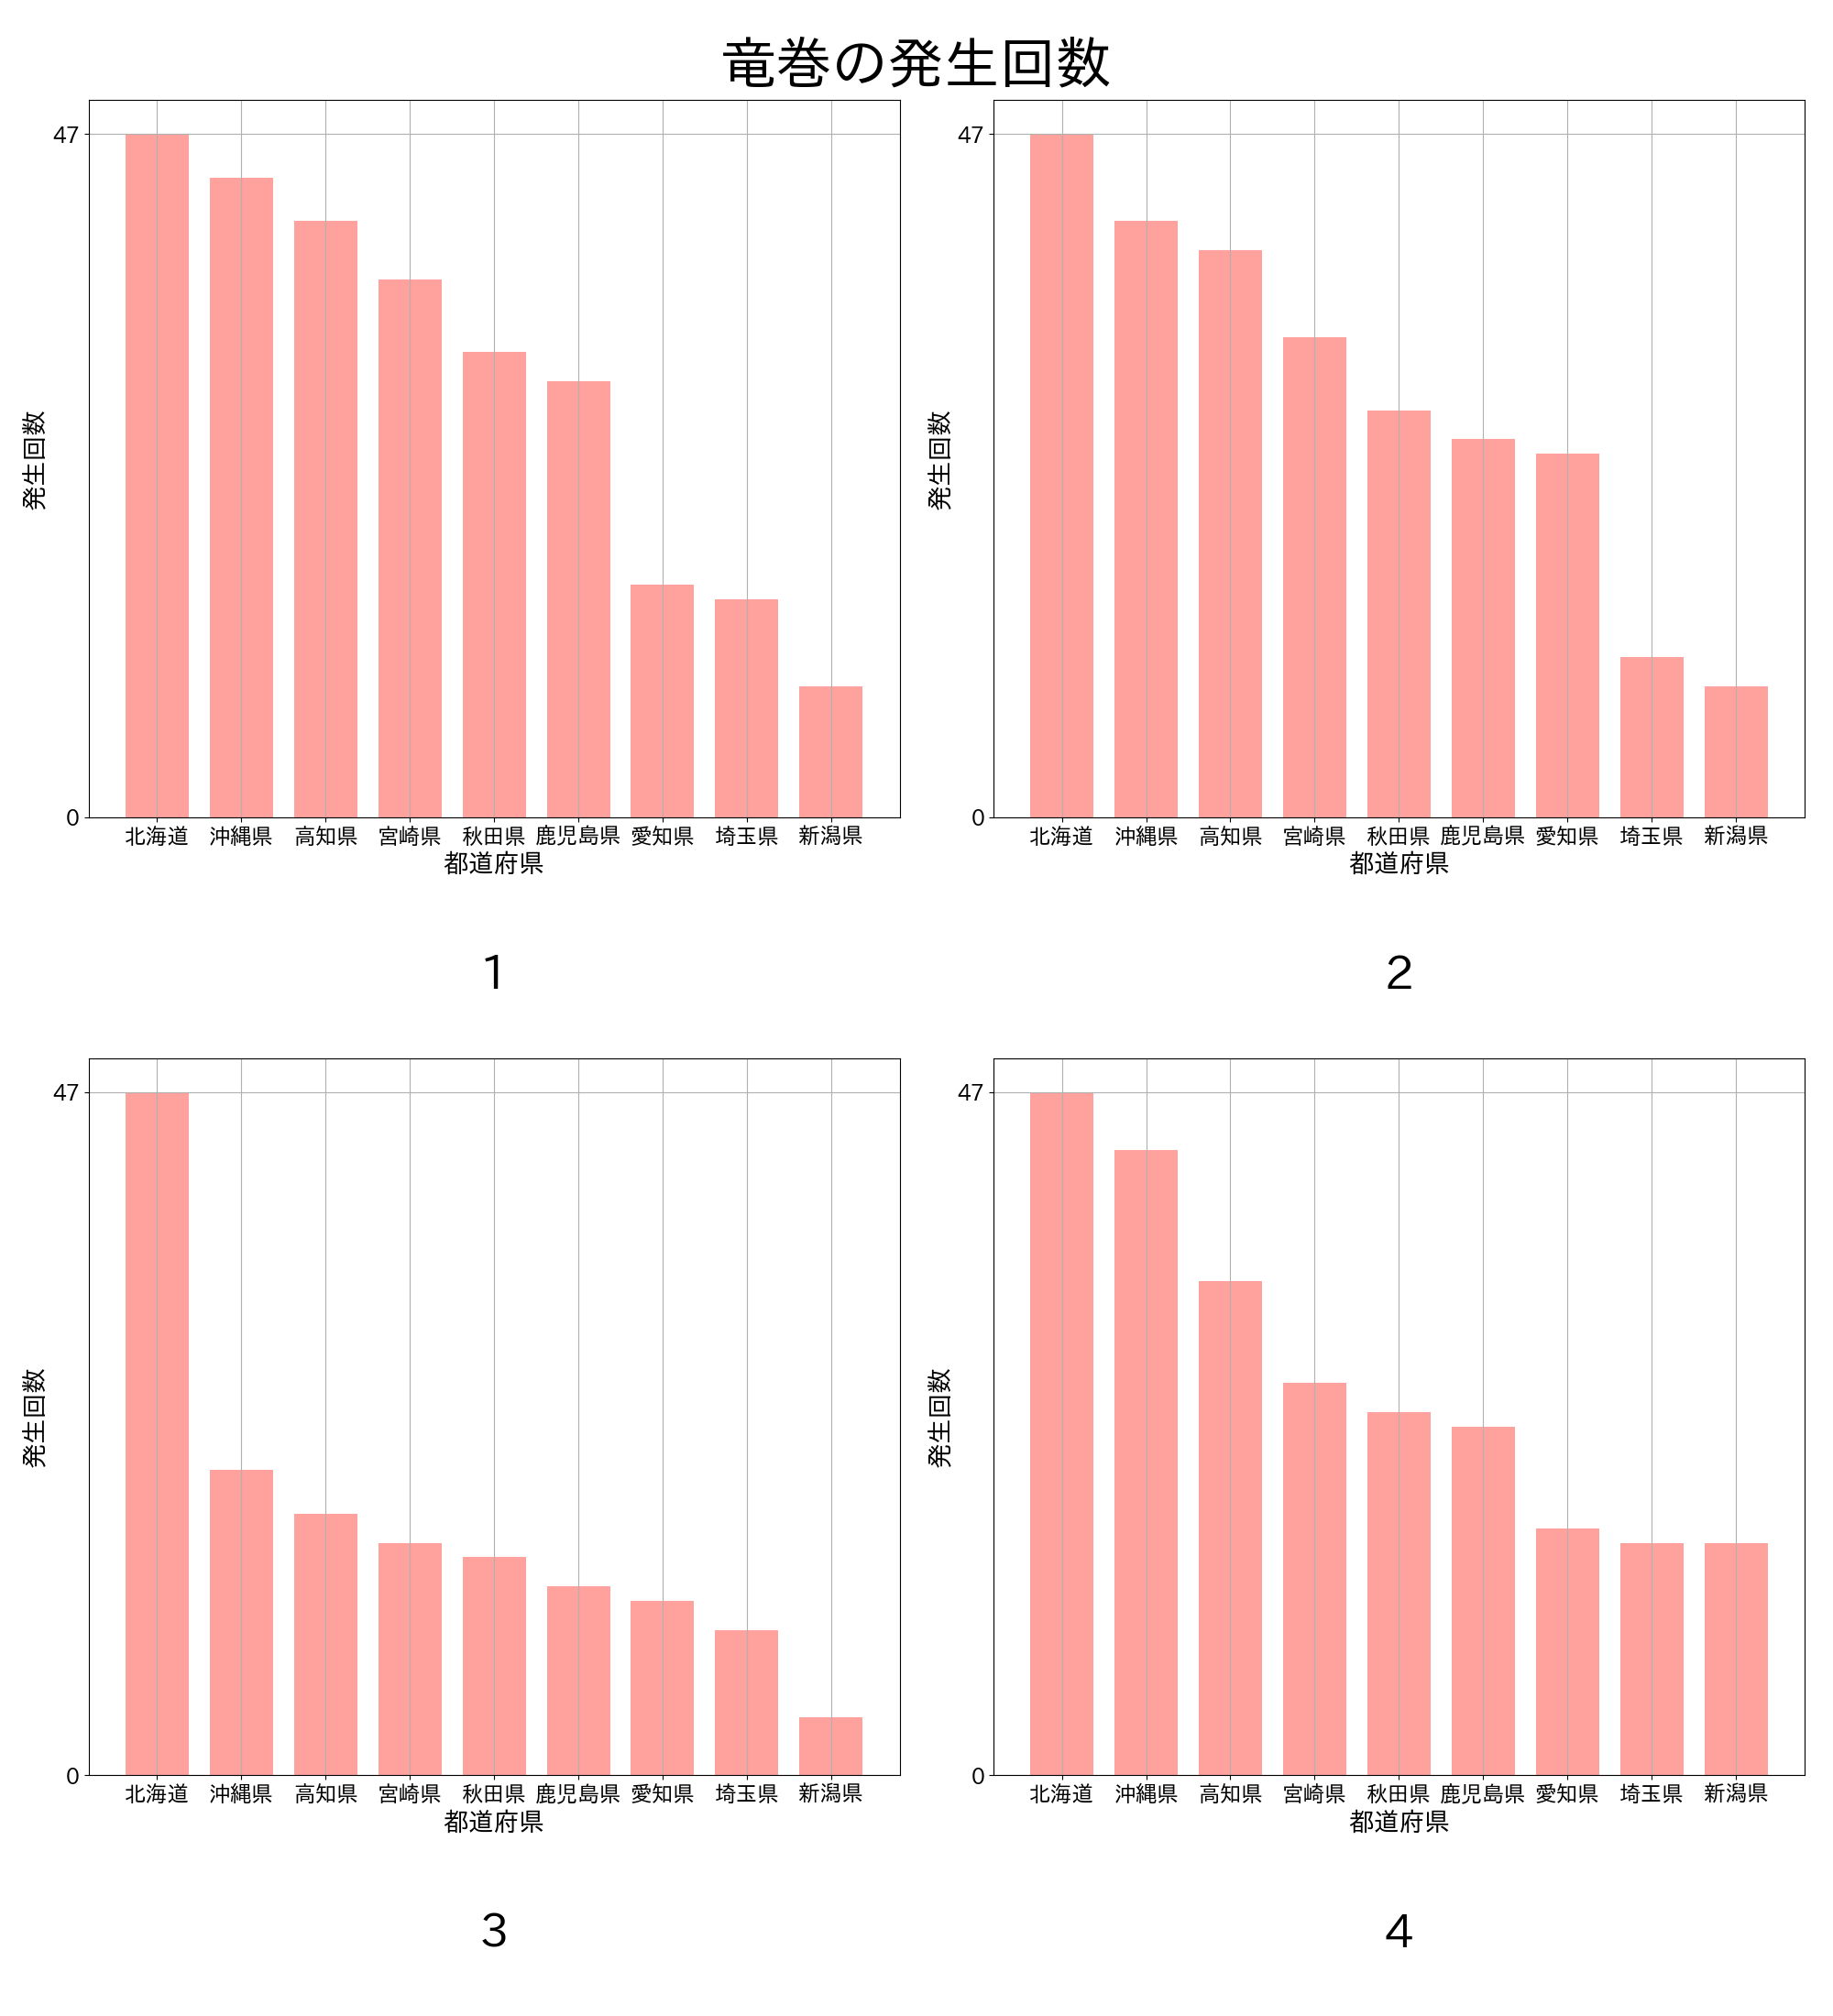 竜巻の発生回数
47
0
発生回数
北海道 沖縄県 高知県 宮崎県 秋田県 鹿児島県 愛知県 埼玉県 新潟県
都道府県
1
47
0
発生回数
北海道 沖縄県 高知県 宮崎県 秋田県 鹿児島県 愛知県 埼玉県 新潟県
都道府県
2
47
0
発生回数
北海道 沖縄県 高知県 宮崎県 秋田県 鹿児島県 愛知県 埼玉県 新潟県
都道府県
3
47
0
発生回数
北海道 沖縄県 高知県 宮崎県 秋田県 鹿児島県 愛知県 埼玉県 新潟県
都道府県
4